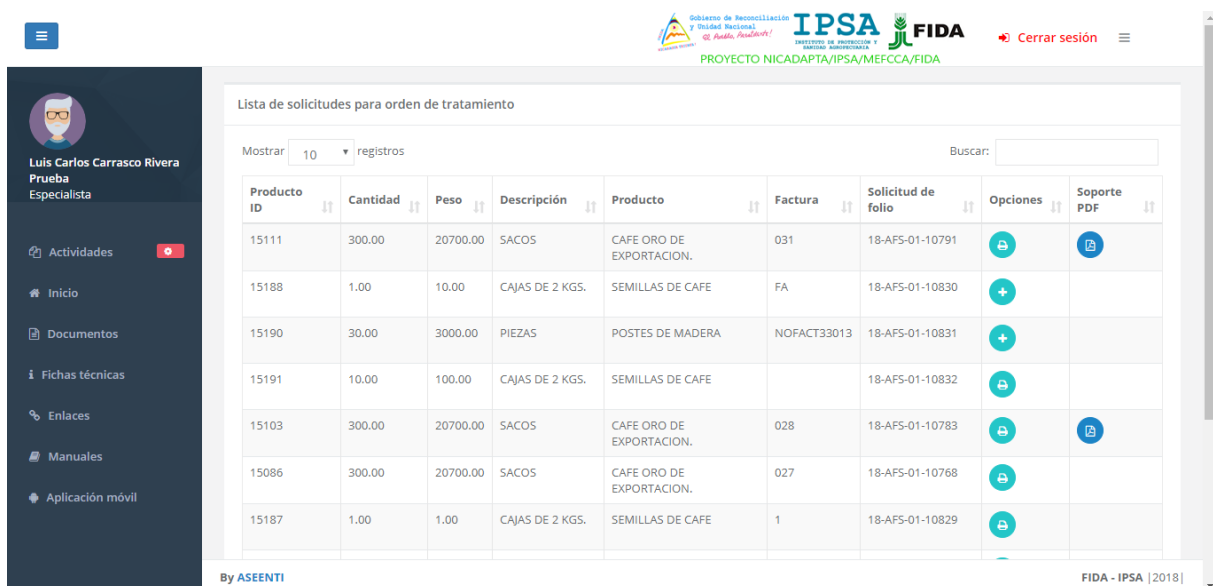 Gobierno de Reconciliación
y Unidad Nacional
El Pueblo, Presidente!
IPSA
INSTITUTO DE PROTECCIÓN Y
SANIDAD AGROPECUARIA
FIDA
PROYECTO NICADAPTA/IPSA/MEFCCA/FIDA
Cerrar sesión
Luis Carlos Carrasco Rivera
Prueba
Especialista
Actividades
Inicio
Documentos
Fichas técnicas
Enlaces
Manuales
Aplicación móvil
Lista de solicitudes para orden de tratamiento
Mostrar 10 registros
Buscar:
Producto ID Cantidad Peso Descripción Producto Factura Solicitud de folio Opciones Soporte PDF
15111 300.00 20700.00 SACOS CAFE ORO DE EXPORTACION. 031 18-AFS-01-10791
15188 1.00 10.00 CAJAS DE 2 KGS. SEMILLAS DE CAFE FA 18-AFS-01-10830
15190 30.00 3000.00 PIEZAS POSTES DE MADERA NOFACT33013 18-AFS-01-10831
15191 10.00 100.00 CAJAS DE 2 KGS. SEMILLAS DE CAFE 18-AFS-01-10832
15103 300.00 20700.00 SACOS CAFE ORO DE EXPORTACION. 028 18-AFS-01-10783
15086 300.00 20700.00 SACOS CAFE ORO DE EXPORTACION. 027 18-AFS-01-10768
15187 1.00 1.00 CAJAS DE 2 KGS. SEMILLAS DE CAFE 1 18-AFS-01-10829
By ASEENTI
FIDA - IPSA |2018|